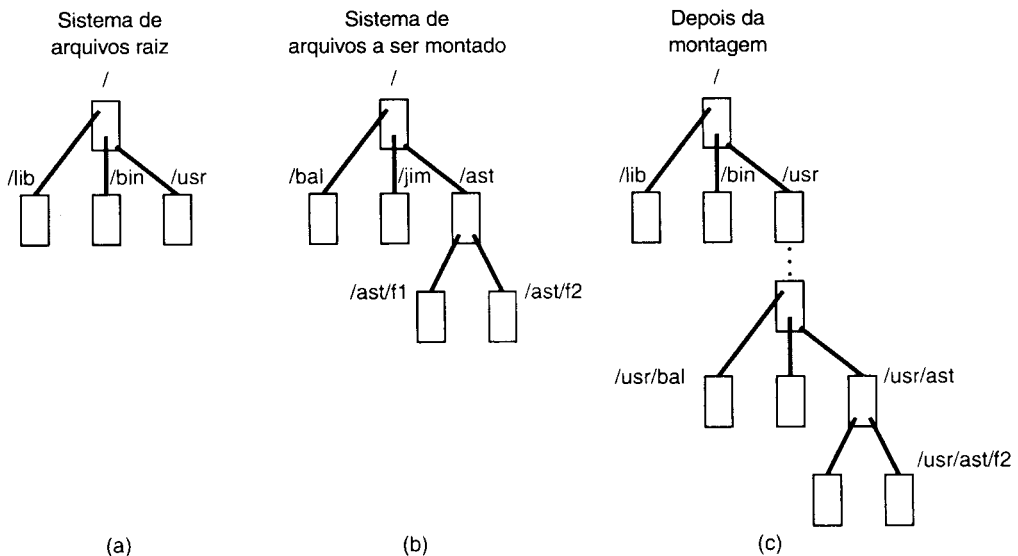 Sistema de
arquivos raiz
/
/lib
/bin
/usr
(a)
Sistema de
arquivos a ser montado
/
/bal
/jim
/ast
/ast/f1
/ast/f2
(b)
Depois da
montagem
/
/lib
/bin
/usr
/usr/bal
/usr/ast
/usr/ast/f2
(c)